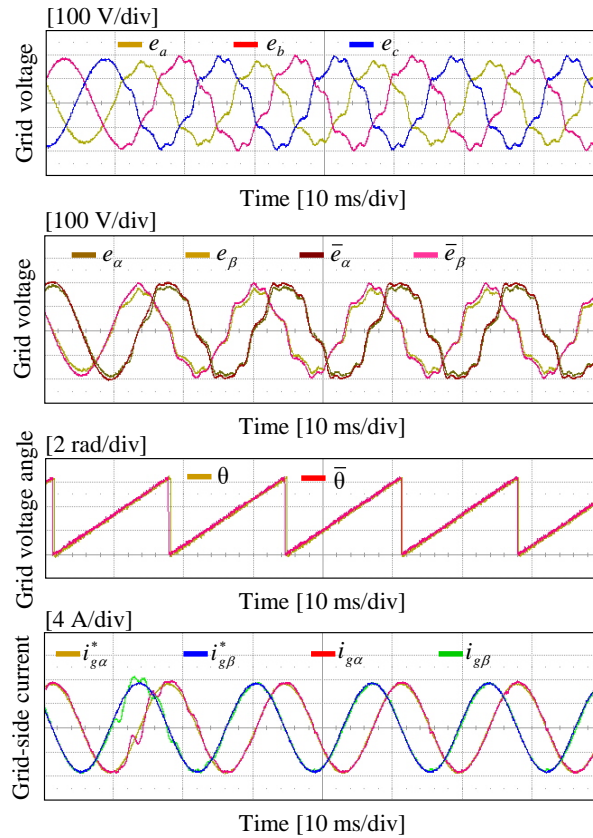 [100 V/div]
e_a e_b e_c
Grid voltage
Time [10 ms/div]
[100 V/div]
e_α e_β e̅_α e̅_β
Grid voltage
Time [10 ms/div]
[2 rad/div]
θ θ̅
Grid voltage angle
Time [10 ms/div]
[4 A/div]
i*_gα i*_gβ i_gα i_gβ
Grid-side current
Time [10 ms/div]